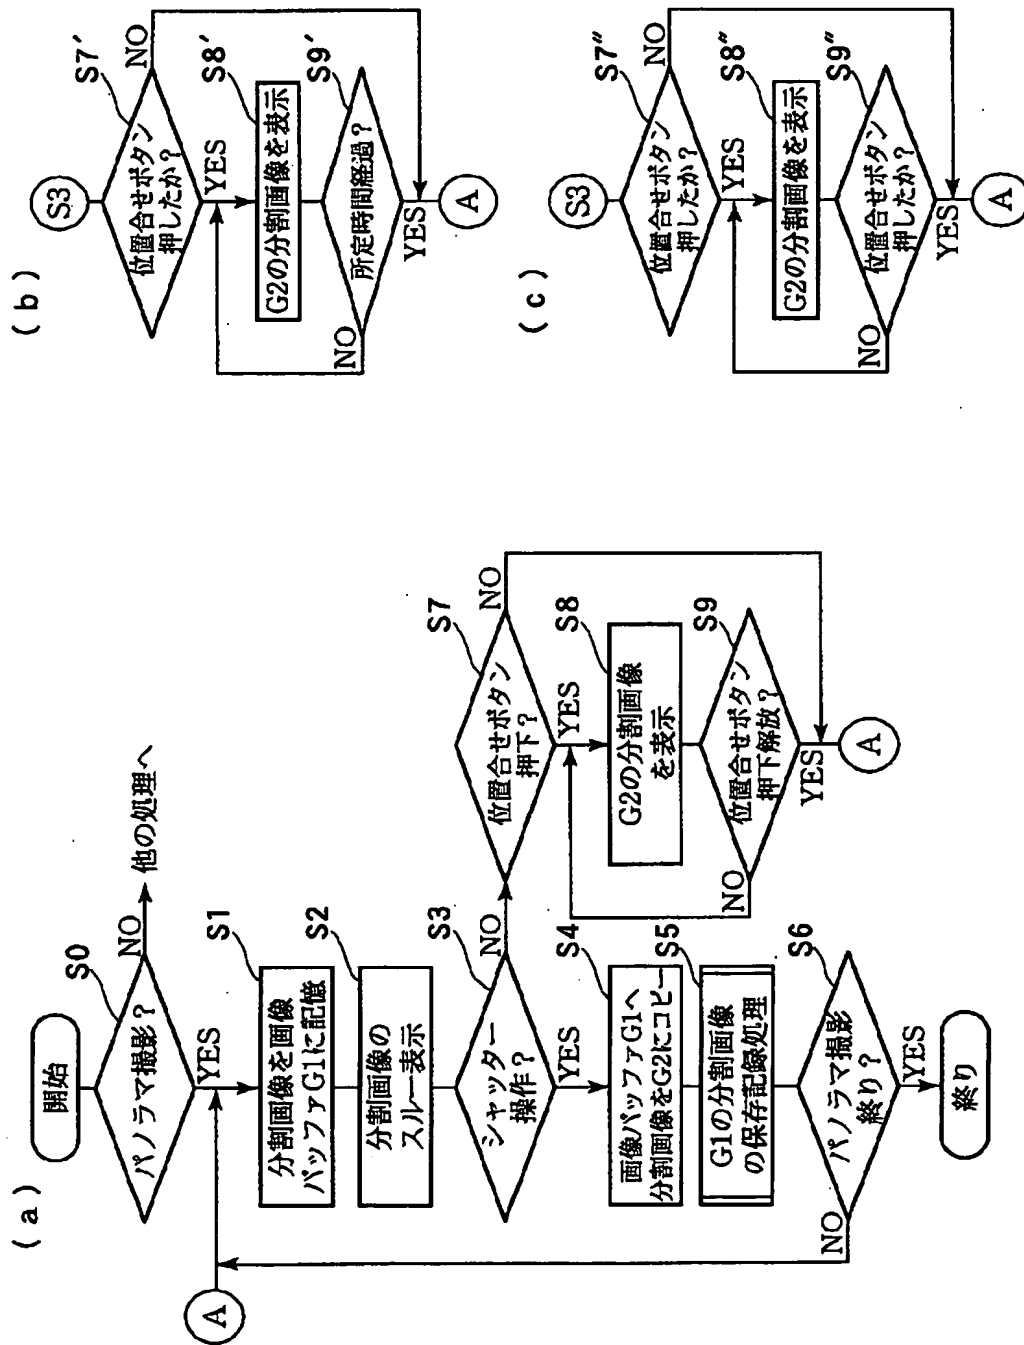 (a)
開始
S0
パノラマ撮影?
NO
他の処理へ
YES
A
S1
分割画像を画像
バッファG1に記憶
S2
分割画像の
スルー表示
S3
シャッター
操作?
NO
YES
S4
画像バッファG1へ
分割画像をG2にコピー
S5
G1の分割画像
の保存記録処理
S6
パノラマ撮影
終り?
NO
YES
終り
S7
位置合せボタン
押下?
NO
YES
S8
G2の分割画像
を表示
S9
位置合せボタン
押下解放?
NO
YES
A
(b)
S3
S7′
位置合せボタン
押したか?
NO
YES
S8′
G2の分割画像を表示
S9′
所定時間経過?
NO
YES
A
(c)
S3
S7″
位置合せボタン
押したか?
NO
YES
S8″
G2の分割画像を表示
S9″
位置合せボタン
押したか?
NO
YES
A